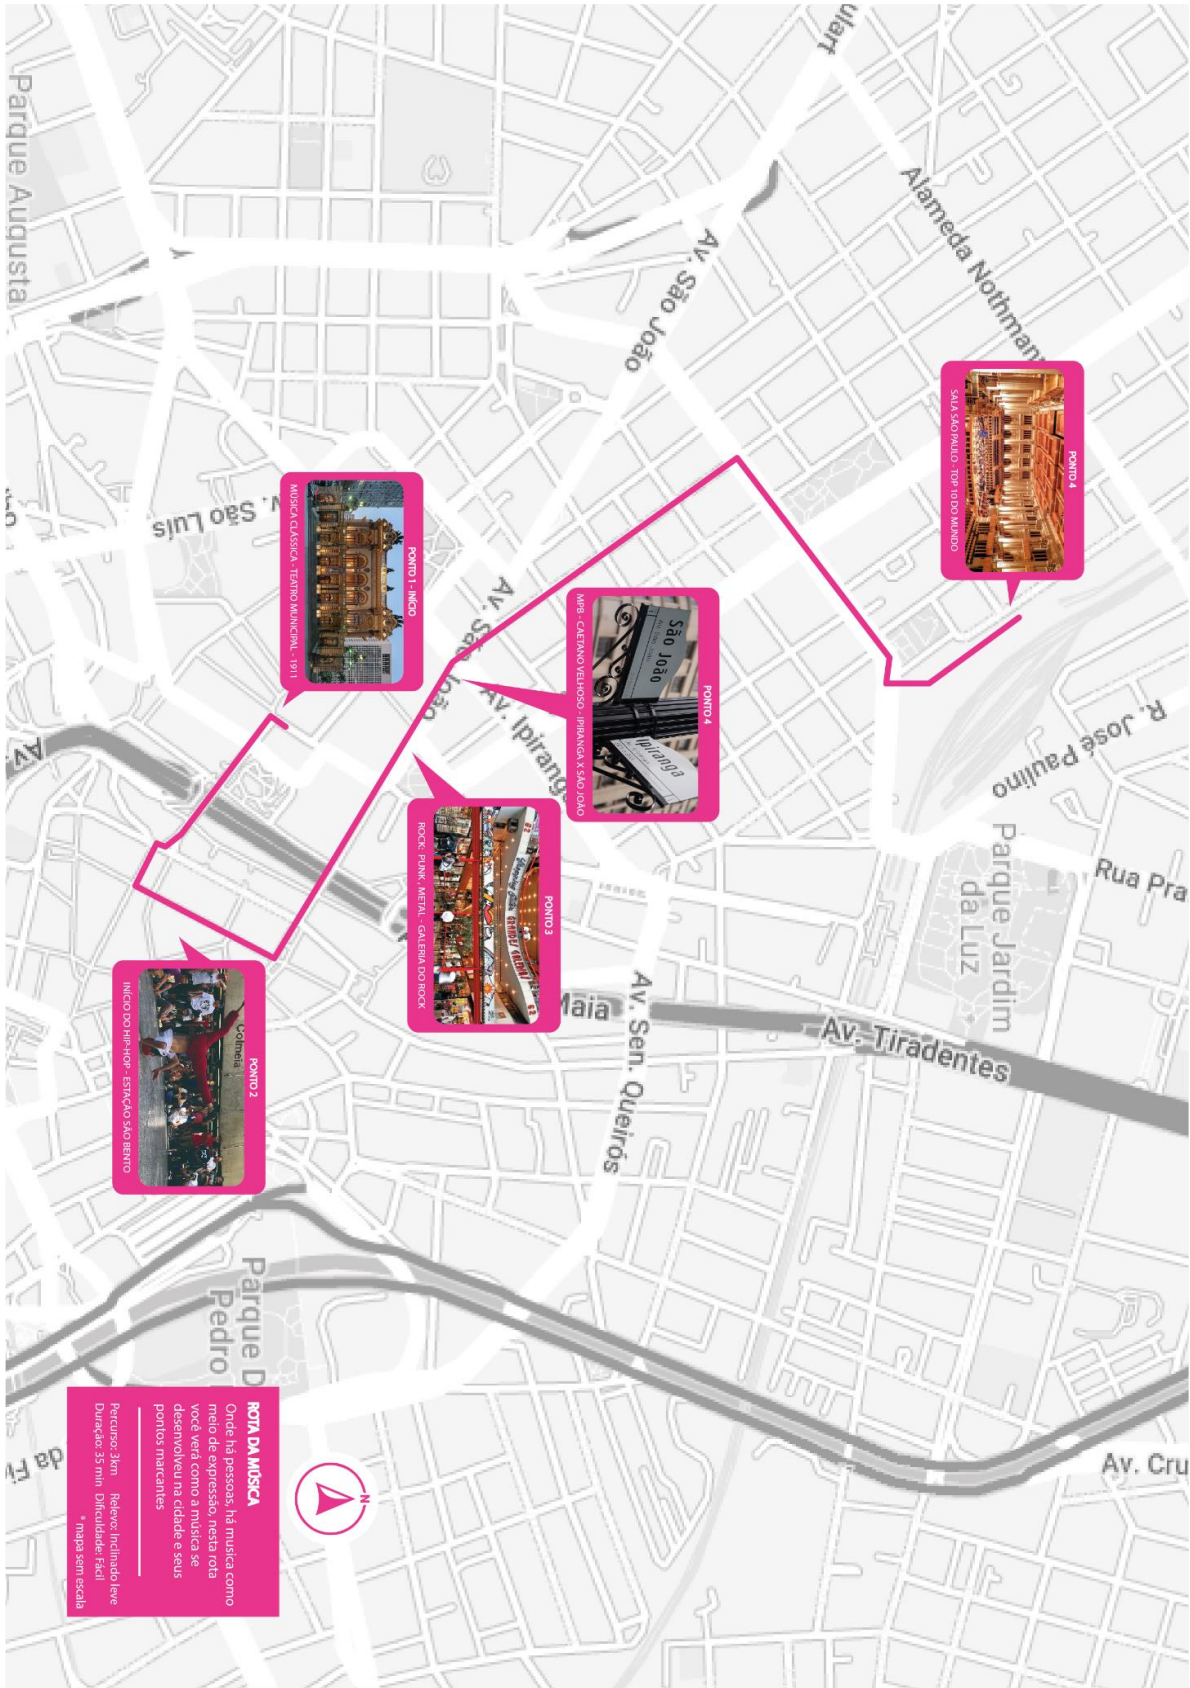 ROTA DA MÚSICA
Onde há pessoas, há musica como
meio de expressão, nesta rota
você verá como a música se
desenvolveu na cidade e seus
pontos marcantes
Percurso: 3km Relevo: Inclinado leve
Duração: 35 min Dificuldade: Fácil
* mapa sem escala
N
PONTO 1 - INÍCIO
MÚSICA CLÁSSICA - TEATRO MUNICIPAL - 1911
PONTO 2
Colmeia
INÍCIO DO HIP-HOP - ESTAÇÃO SÃO BENTO
PONTO 3
GRANDES GALERIAS
ROCK: PUNK, METAL - GALERIA DO ROCK
PONTO 4
São João
Ipiranga
MPB - CAETANO VELHOSO - IPIRANGA X SÃO JOÃO
PONTO 4
SALA SÃO PAULO - TOP 10 DO MUNDO
Parque Augusta
ulart
Alameda Nothmann
Av. São João
Av. São João
Av. Ipiranga
v. São Luís
Av.
R. José Paulino
Rua Pra
Parque Jardim
da Luz
Maia
Av. Tiradentes
Av. Sen. Queirós
Parque D
Pedro
Av. Cru